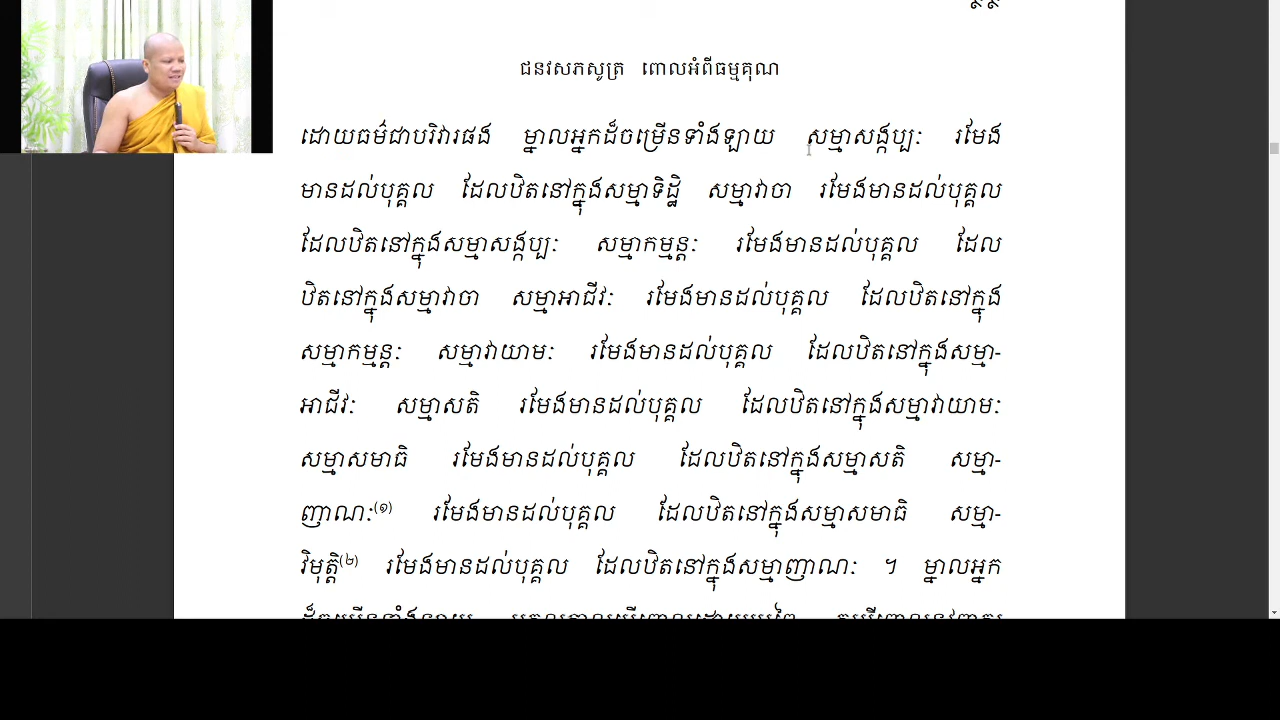 ៩៩
ជនវសភសូត្រ ពោលអំពីធម្មគុណ
ដោយធម៌ជាបរិវារផង ម្នាលអ្នកដ៏ចម្រើនទាំងឡាយ សម្មាសង្កប្បៈ រមែង
មានដល់បុគ្គល ដែលឋិតនៅក្នុងសម្មាទិដ្ឋិ សម្មាវាចា រមែងមានដល់បុគ្គល
ដែលឋិតនៅក្នុងសម្មាសង្កប្បៈ សម្មាកម្មន្តៈ រមែងមានដល់បុគ្គល ដែល
ឋិតនៅក្នុងសម្មាវាចា សម្មាអាជីវៈ រមែងមានដល់បុគ្គល ដែលឋិតនៅក្នុង
សម្មាកម្មន្តៈ សម្មាវាយាមៈ រមែងមានដល់បុគ្គល ដែលឋិតនៅក្នុងសម្មា-
អាជីវៈ សម្មាសតិ រមែងមានដល់បុគ្គល ដែលឋិតនៅក្នុងសម្មាវាយាមៈ
សម្មាសមាធិ រមែងមានដល់បុគ្គល ដែលឋិតនៅក្នុងសម្មាសតិ សម្មា-
ញាណៈ(១) រមែងមានដល់បុគ្គល ដែលឋិតនៅក្នុងសម្មាសមាធិ សម្មា-
វិមុត្តិ(២) រមែងមានដល់បុគ្គល ដែលឋិតនៅក្នុងសម្មាញាណៈ ។ ម្នាលអ្នក
ដ៏ចម្រើនទាំងឡាយ